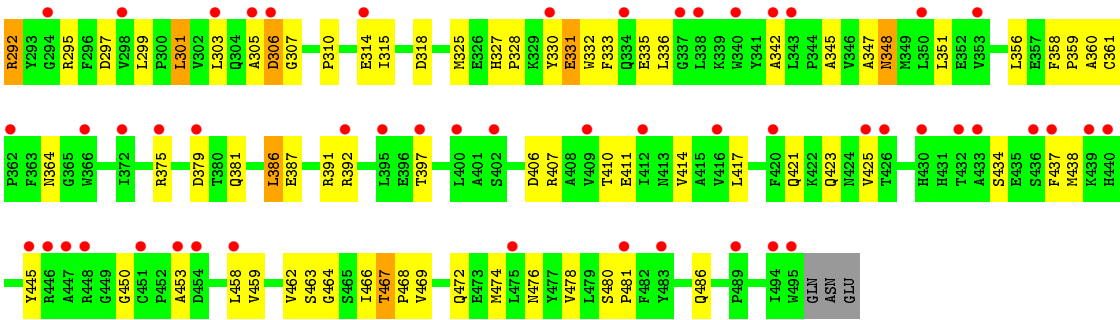 R292 Y293 G294 R295 F296 D297 V298 L299 P300 L301 V302 L303 Q304 A305 D306 G307 P310 E314 I315 D318 M325 E326 H327 P328 K329 Y330 E331 W332 F333 Q334 E335 L336 G337 L338 K339 W340 Y341 A342 L343 P344 A345 V346 A347 N348 M349 L350 L351 E352 V353 L356 E357 F358 P359 A360 C361
P362 F363 N364 G365 W366 I372 R375 D379 T380 Q381 L386 E387 R391 R392 L395 E396 T397 L400 A401 S402 D406 R407 A408 V409 T410 E411 I412 N413 V414 A415 V416 L417 F420 Q421 K422 Q423 N424 V425 T426 H430 H431 T432 A433 S434 E435 S436 F437 M438 K439 H440
Y445 R446 A447 R448 G449 G450 C451 P452 A453 D454 L458 V459 V462 S463 G464 S465 I466 T467 P468 V469 Q472 E473 M474 L475 N476 Y477 V478 L479 S480 P481 F482 Y483 Q486 P489 I494 W495 GLN ASN GLU